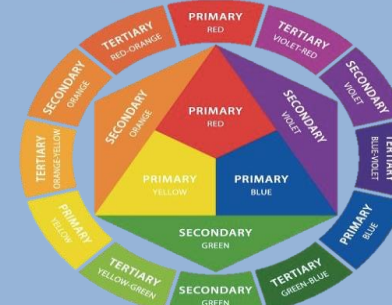 PRIMARY
RED
TERTIARY
VIOLET-RED
SECONDARY
VIOLET
TERTIARY
BLUE-VIOLET
PRIMARY
BLUE
TERTIARY
GREEN-BLUE
SECONDARY
GREEN
TERTIARY
YELLOW-GREEN
PRIMARY
YELLOW
TERTIARY
ORANGE-YELLOW
SECONDARY
ORANGE
TERTIARY
RED-ORANGE
SECONDARY
ORANGE
PRIMARY
RED
SECONDARY
VIOLET
PRIMARY
YELLOW
PRIMARY
BLUE
SECONDARY
GREEN